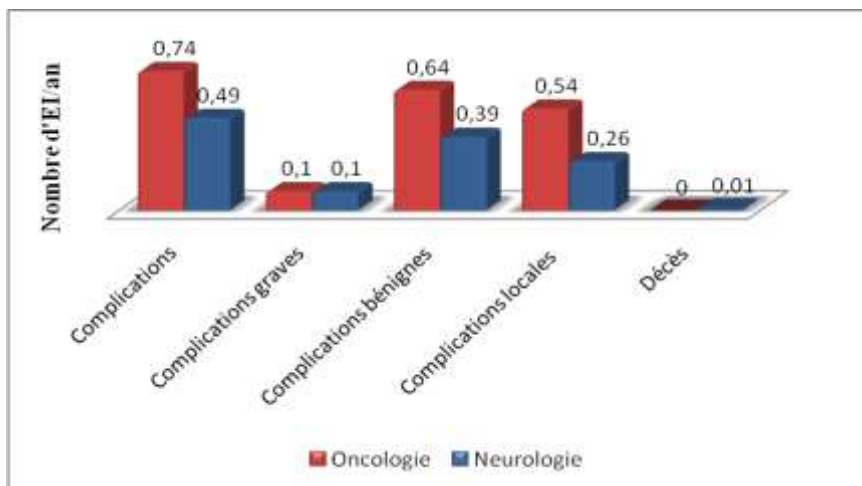 Nombre d'EI/an
0,74
0,49
0,1
0,1
0,64
0,39
0,54
0,26
0
0,01
Complications
Complications graves
Complications bénignes
Complications locales
Décès
Oncologie
Neurologie